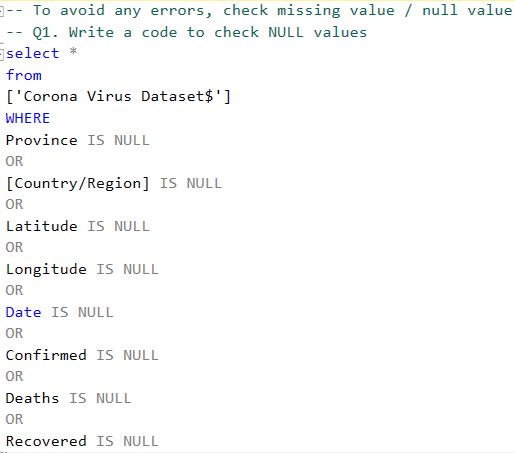 -- To avoid any errors, check missing value / null value
-- Q1. Write a code to check NULL values
select *
from
['Corona Virus Dataset$']
WHERE
Province IS NULL
OR
[Country/Region] IS NULL
OR
Latitude IS NULL
OR
Longitude IS NULL
OR
Date IS NULL
OR
Confirmed IS NULL
OR
Deaths IS NULL
OR
Recovered IS NULL